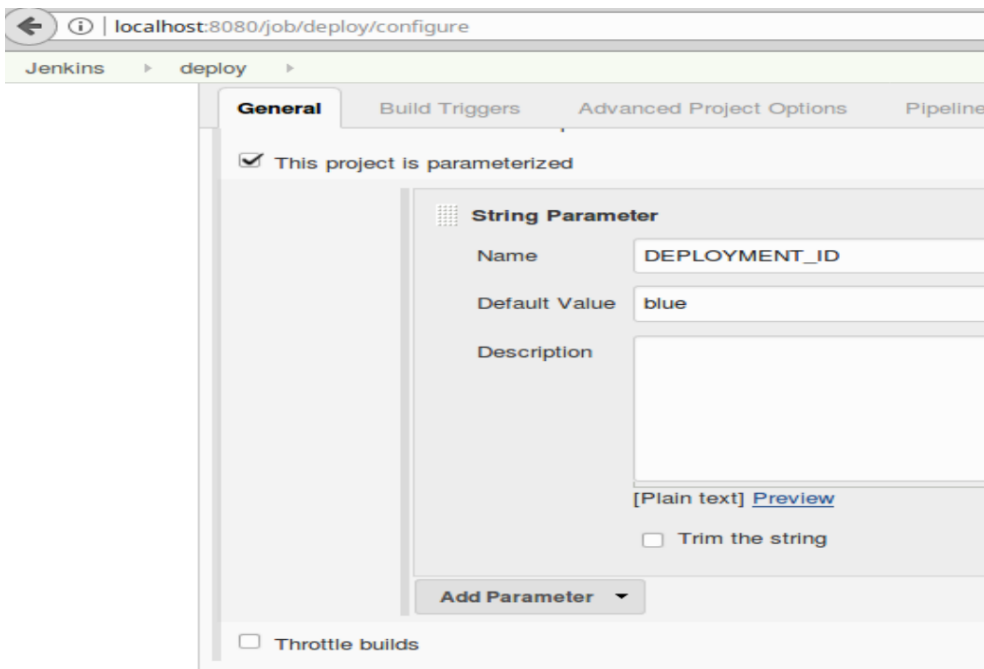 localhost:8080/job/deploy/configure
Jenkins deploy
General Build Triggers Advanced Project Options Pipeline
This project is parameterized
String Parameter
Name DEPLOYMENT_ID
Default Value blue
Description
[Plain text] Preview
Trim the string
Add Parameter
Throttle builds